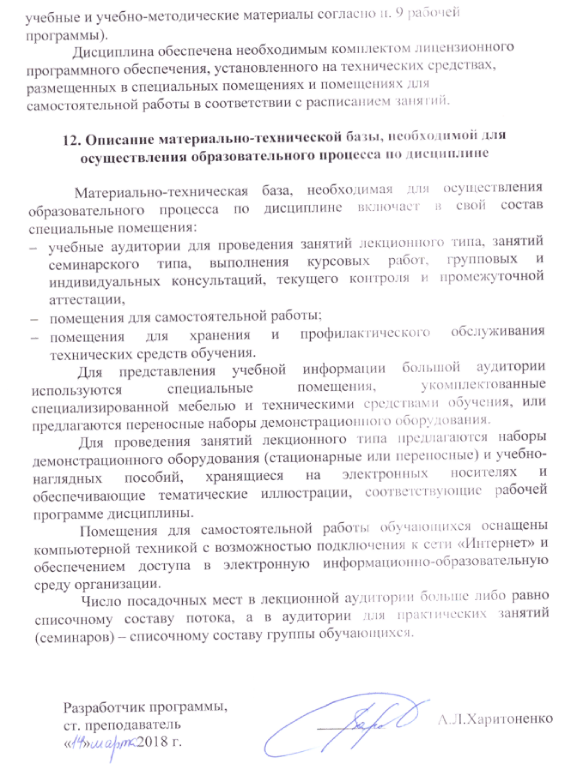 учебные и учебно-методические материалы согласно п. 9 рабочей
программы).
Дисциплина обеспечена необходимым комплектом лицензионного
программного обеспечения, установленного на технических средствах,
размещенных в специальных помещениях и помещениях для
самостоятельной работы в соответствии с расписанием занятий.
12. Описание материально-технической базы, необходимой для
осуществления образовательного процесса по дисциплине
Материально-техническая база, необходимая для осуществления
образовательного процесса по дисциплине включает в свой состав
специальные помещения:
– учебные аудитории для проведения занятий лекционного типа, занятий
семинарского типа, выполнения курсовых работ, групповых и
индивидуальных консультаций, текущего контроля и промежуточной
аттестации,
– помещения для самостоятельной работы;
– помещения для хранения и профилактического обслуживания
технических средств обучения.
Для представления учебной информации большой аудитории
используются специальные помещения, укомплектованные
специализированной мебелью и техническими средствами обучения, или
предлагаются переносные наборы демонстрационного оборудования.
Для проведения занятий лекционного типа предлагаются наборы
демонстрационного оборудования (стационарные или переносные) и учебно-
наглядных пособий, хранящиеся на электронных носителях и
обеспечивающие тематические иллюстрации, соответствующие рабочей
программе дисциплины.
Помещения для самостоятельной работы обучающихся оснащены
компьютерной техникой с возможностью подключения к сети «Интернет» и
обеспечением доступа в электронную информационно-образовательную
среду организации.
Число посадочных мест в лекционной аудитории больше либо равно
списочному составу потока, а в аудитории для практических занятий
(семинаров) – списочному составу группы обучающихся.
Разработчик программы,
ст. преподаватель А.Л.Харитоненко
«14» марта 2018 г.